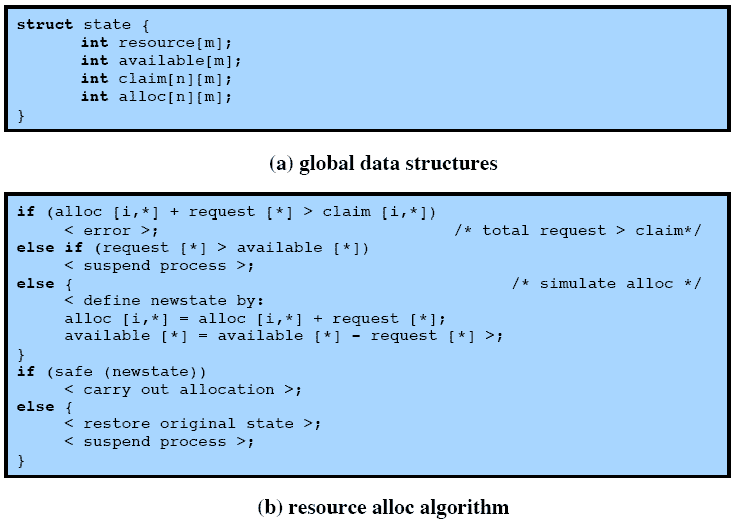 struct state {
int resource[m];
int available[m];
int claim[n][m];
int alloc[n][m];
}
(a) global data structures
if (alloc [i,*] + request [*] > claim [i,*])
< error >; /* total request > claim*/
else if (request [*] > available [*])
< suspend process >;
else { /* simulate alloc */
< define newstate by:
alloc [i,*] = alloc [i,*] + request [*];
available [*] = available [*] - request [*] >;
}
if (safe (newstate))
< carry out allocation >;
else {
< restore original state >;
< suspend process >;
}
(b) resource alloc algorithm